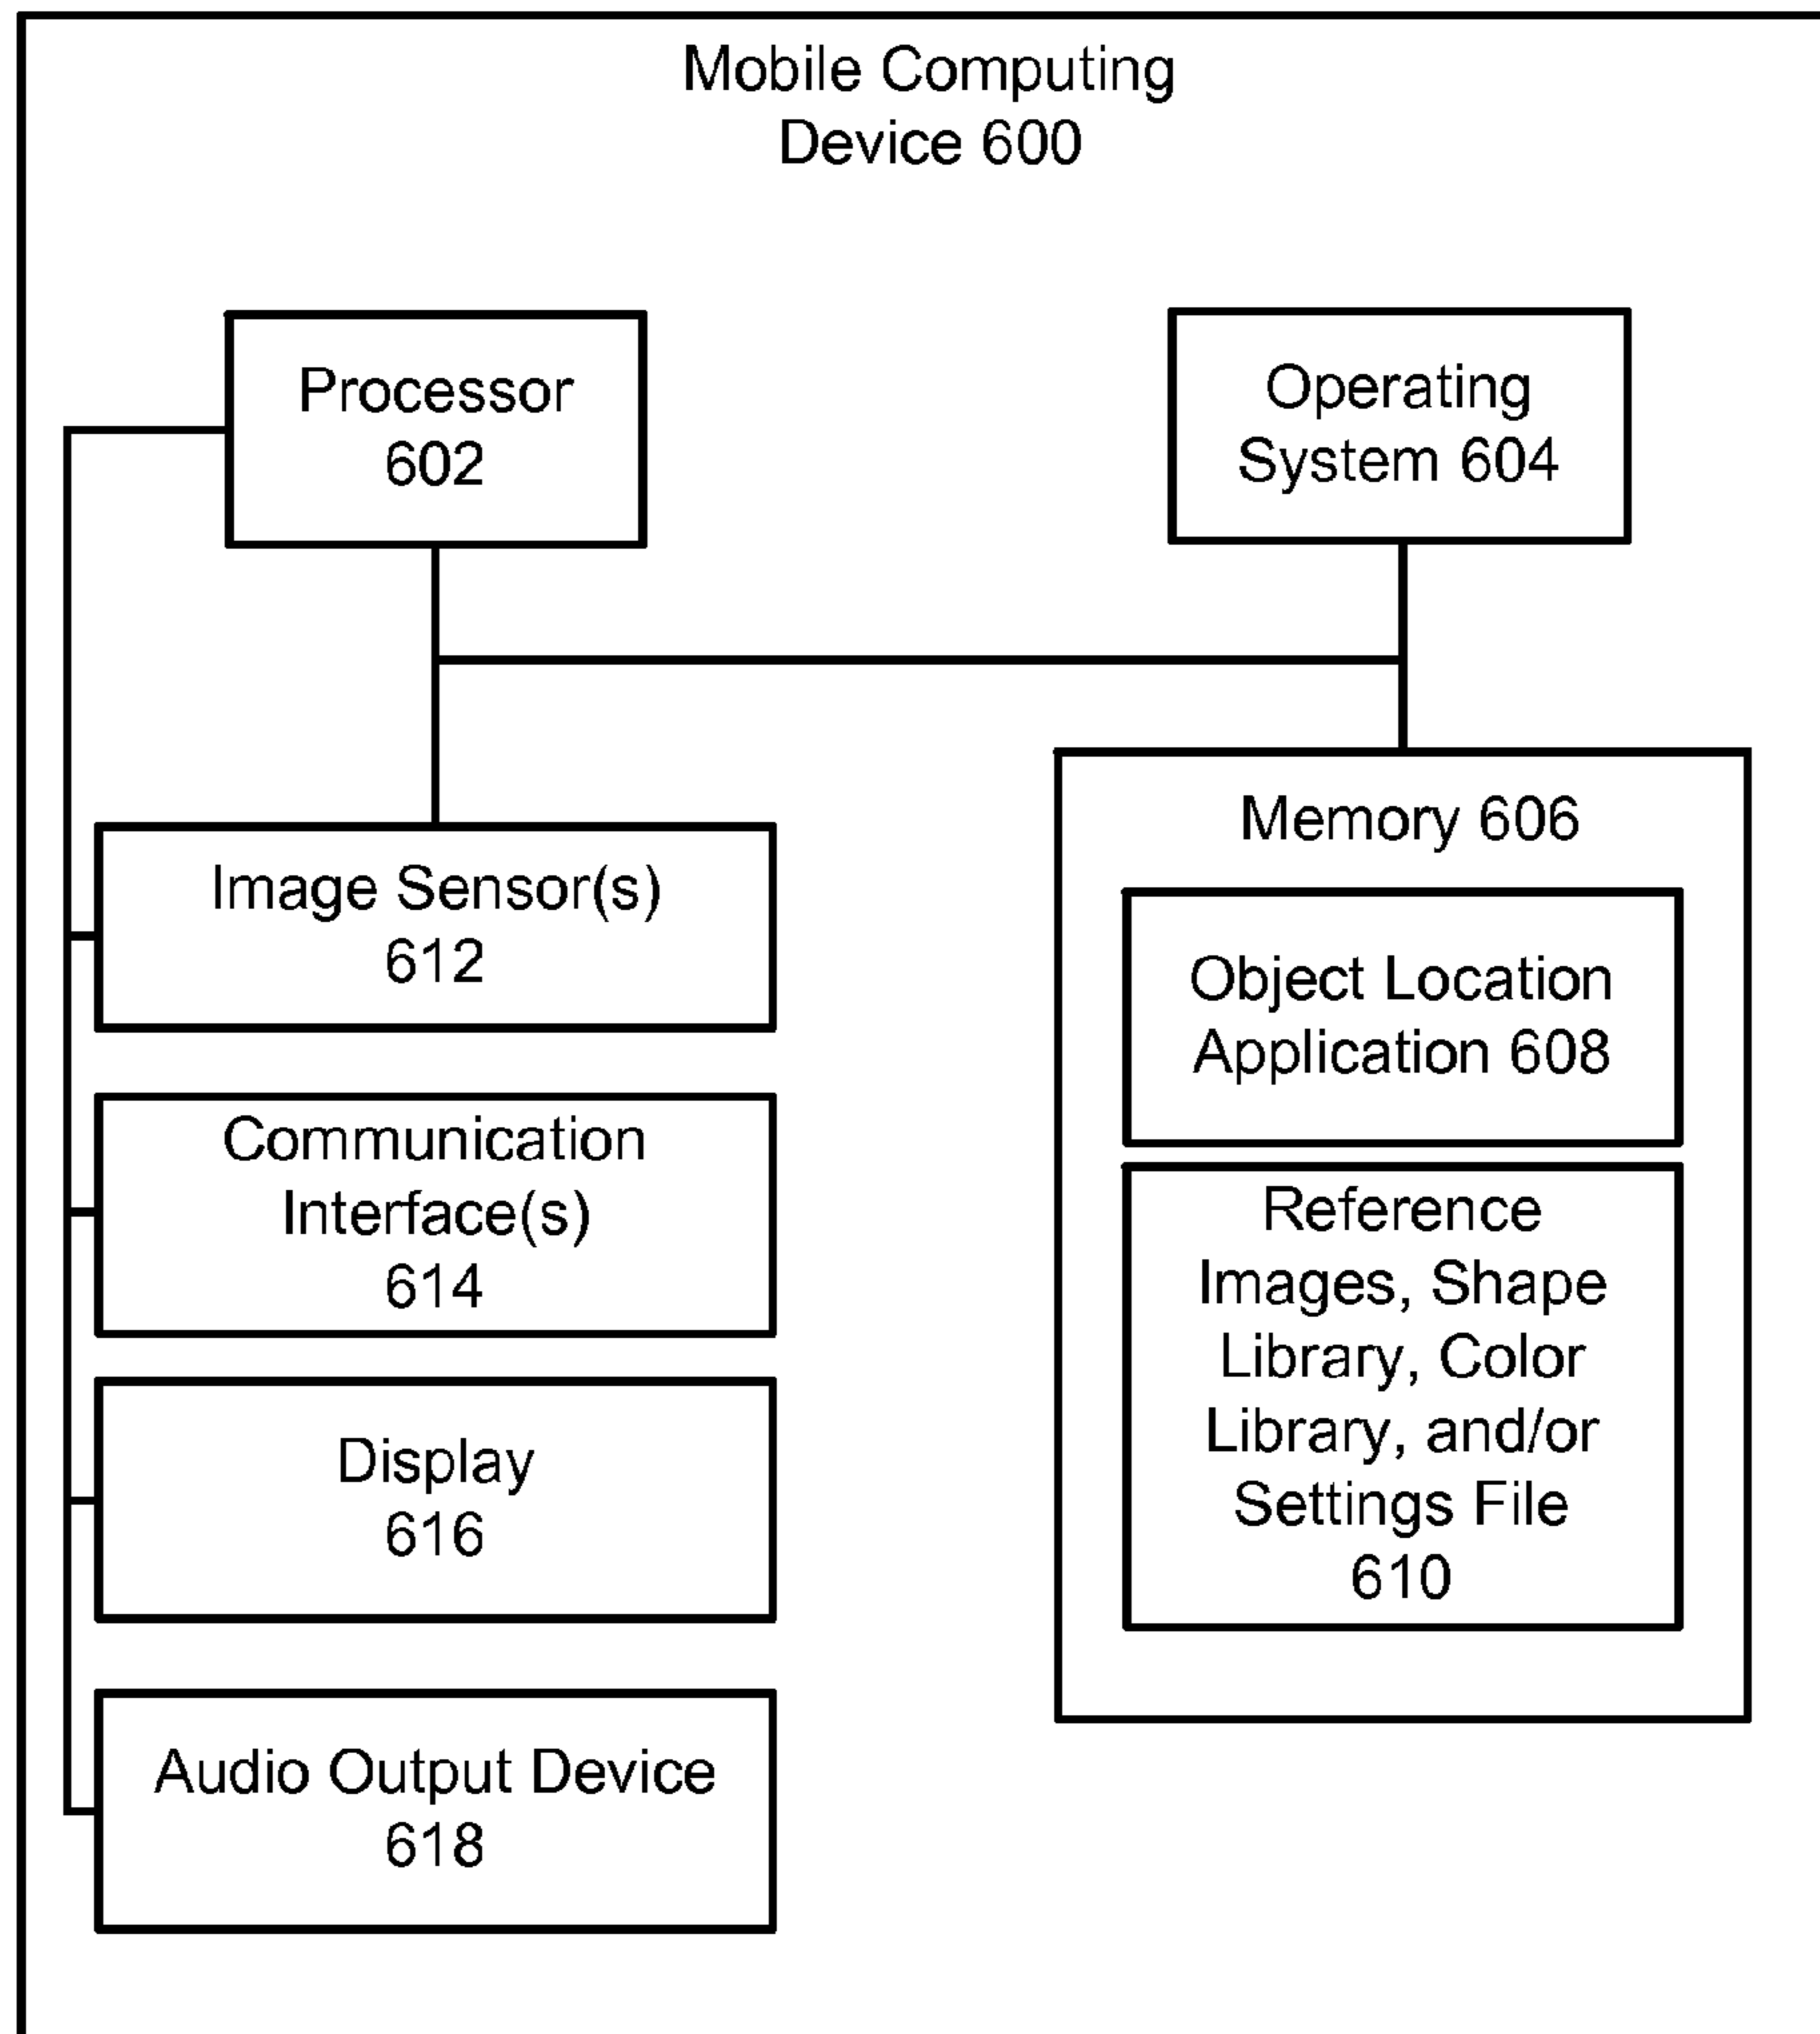 Mobile Computing
Device 600
Processor
602
Operating
System 604
Image Sensor(s)
612
Communication
Interface(s)
614
Display
616
Audio Output Device
618
Memory 606
Object Location
Application 608
Reference
Images, Shape
Library, Color
Library, and/or
Settings File
610